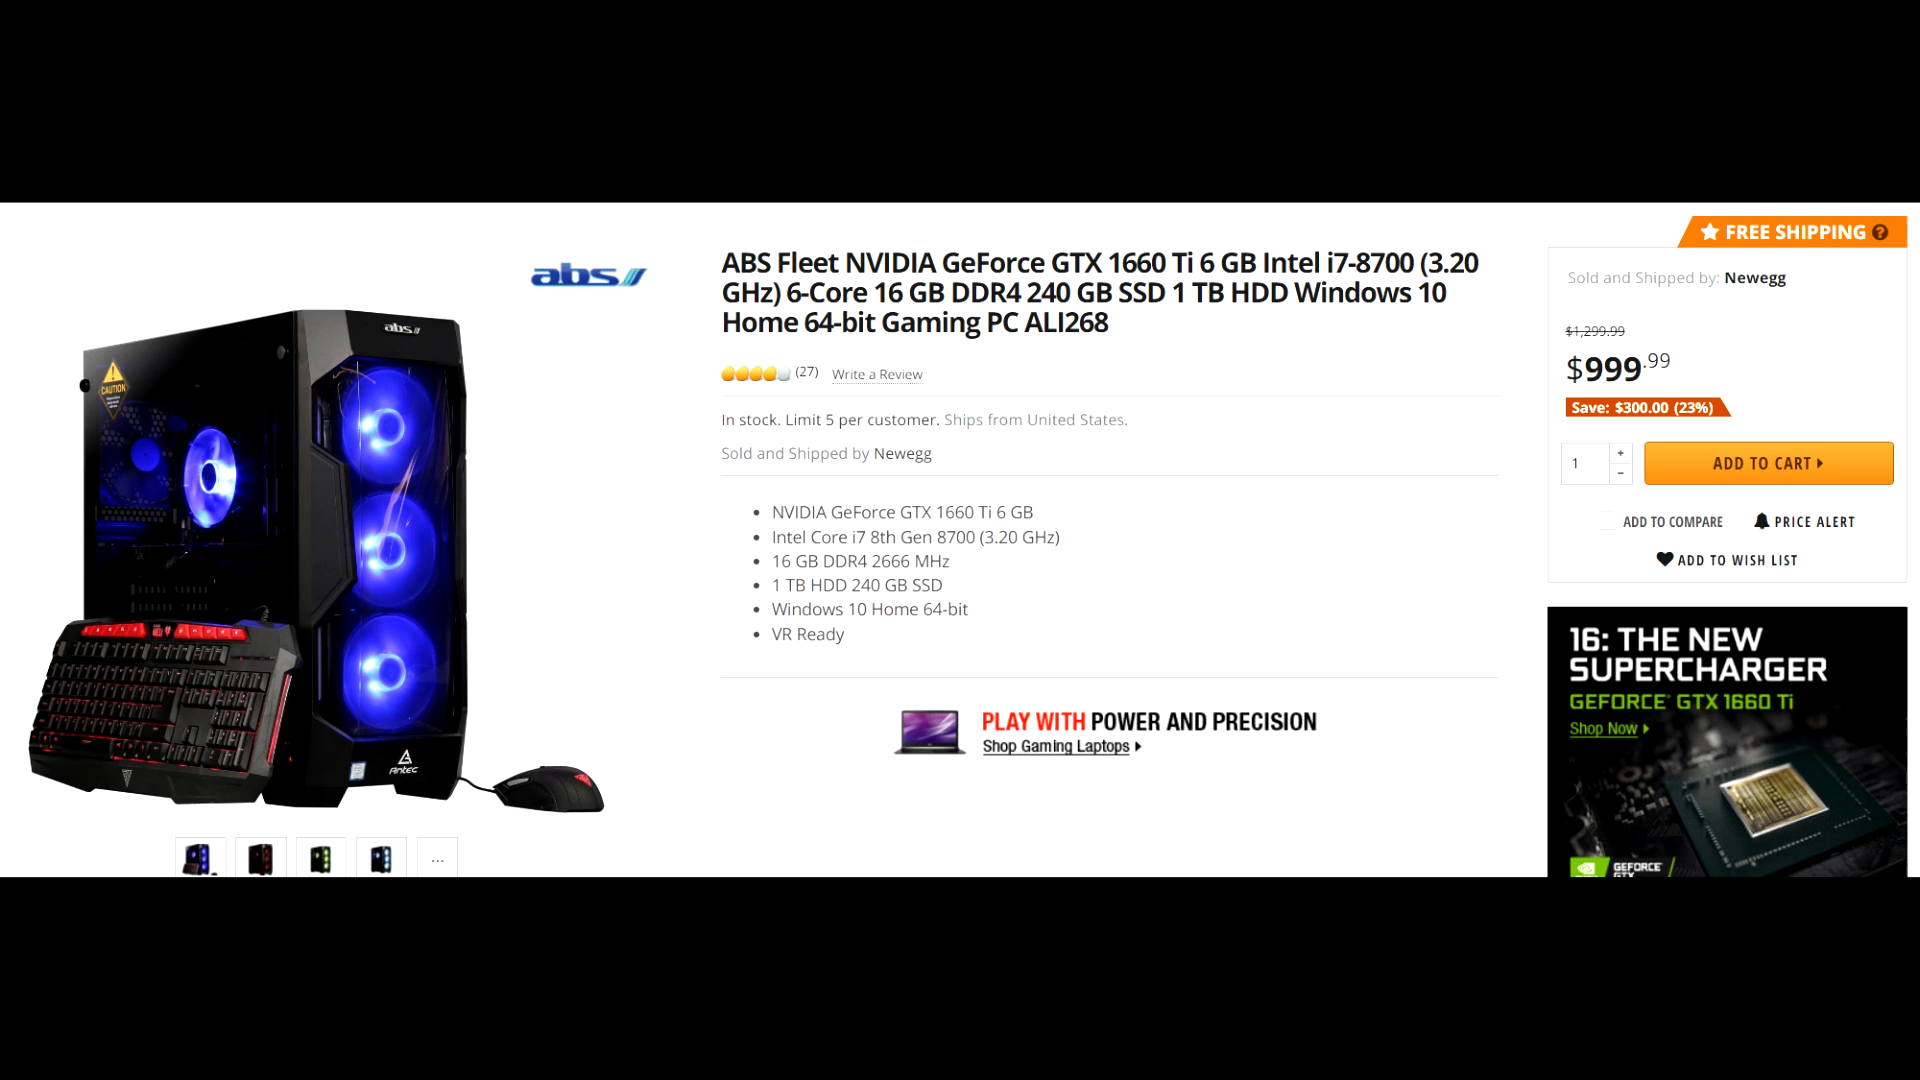 abs
abs
CAUTION
Antec
ABS Fleet NVIDIA GeForce GTX 1660 Ti 6 GB Intel i7-8700 (3.20
GHz) 6-Core 16 GB DDR4 240 GB SSD 1 TB HDD Windows 10
Home 64-bit Gaming PC ALI268
(27) Write a Review
In stock. Limit 5 per customer. Ships from United States.
Sold and Shipped by Newegg
• NVIDIA GeForce GTX 1660 Ti 6 GB
• Intel Core i7 8th Gen 8700 (3.20 GHz)
• 16 GB DDR4 2666 MHz
• 1 TB HDD 240 GB SSD
• Windows 10 Home 64-bit
• VR Ready
PLAY WITH POWER AND PRECISION
Shop Gaming Laptops
FREE SHIPPING ?
Sold and Shipped by: Newegg
$1,299.99
$999.99
Save: $300.00 (23%)
1 + −
ADD TO CART
ADD TO COMPARE
PRICE ALERT
ADD TO WISH LIST
16: THE NEW
SUPERCHARGER
GEFORCE® GTX 1660 Ti
Shop Now
GEFORCE
GTX
...